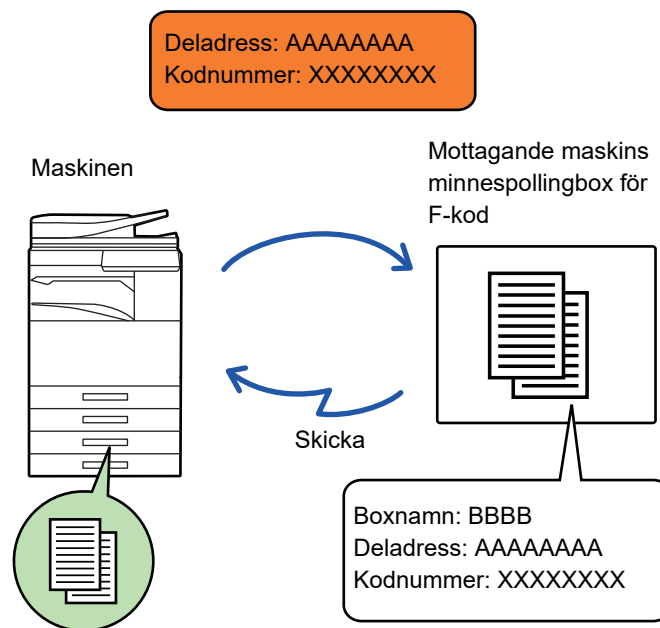 Deladress: AAAAAAAA
Kodnummer: XXXXXXXX
Maskinen
Mottagande maskins
minnespollingbox för
F-kod
Skicka
Boxnamn: BBBB
Deladress: AAAAAAAA
Kodnummer: XXXXXXXX